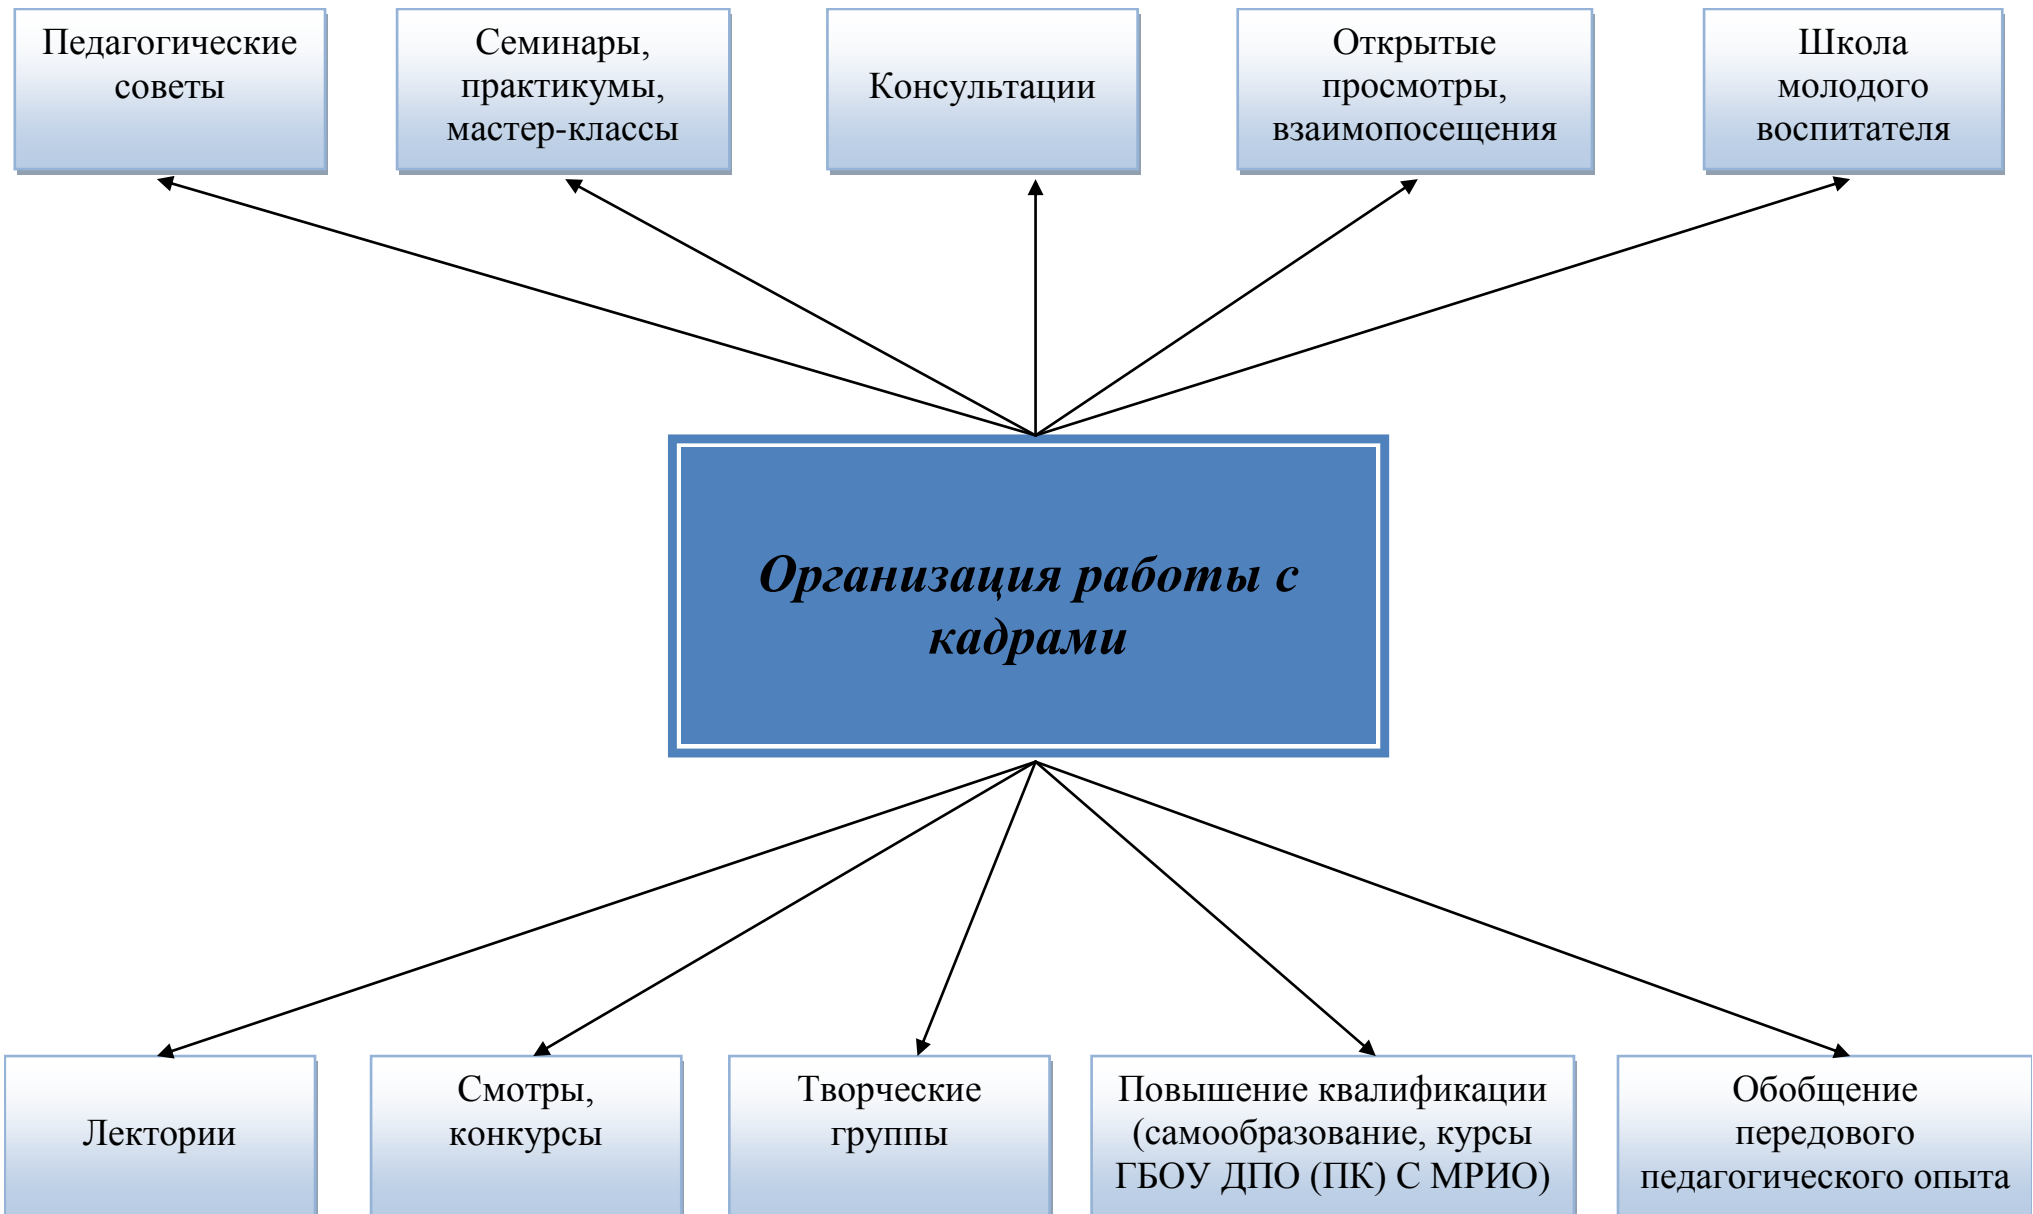 Педагогические
советы
Семинары,
практикумы,
мастер-классы
Консультации
Открытые
просмотры,
взаимопосещения
Школа
молодого
воспитателя
Организация работы с
кадрами
Лектории
Смотры,
конкурсы
Творческие
группы
Повышение квалификации
(самообразование, курсы
ГБОУ ДПО (ПК) С МРИО)
Обобщение
передового
педагогического опыта